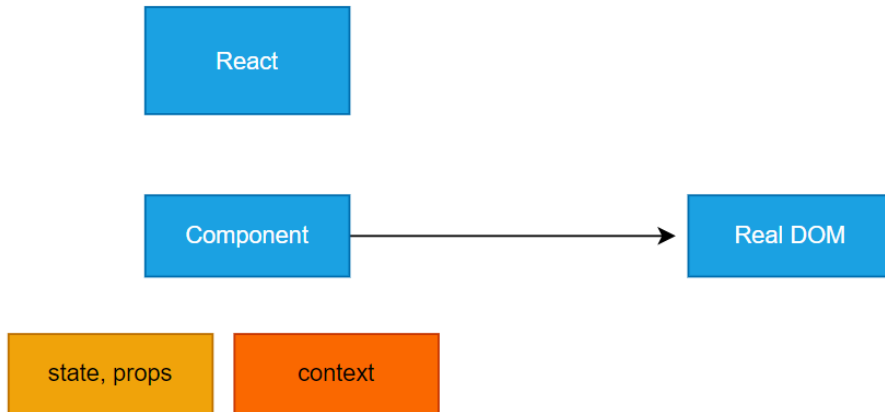 React
Component
Real DOM
state, props
context